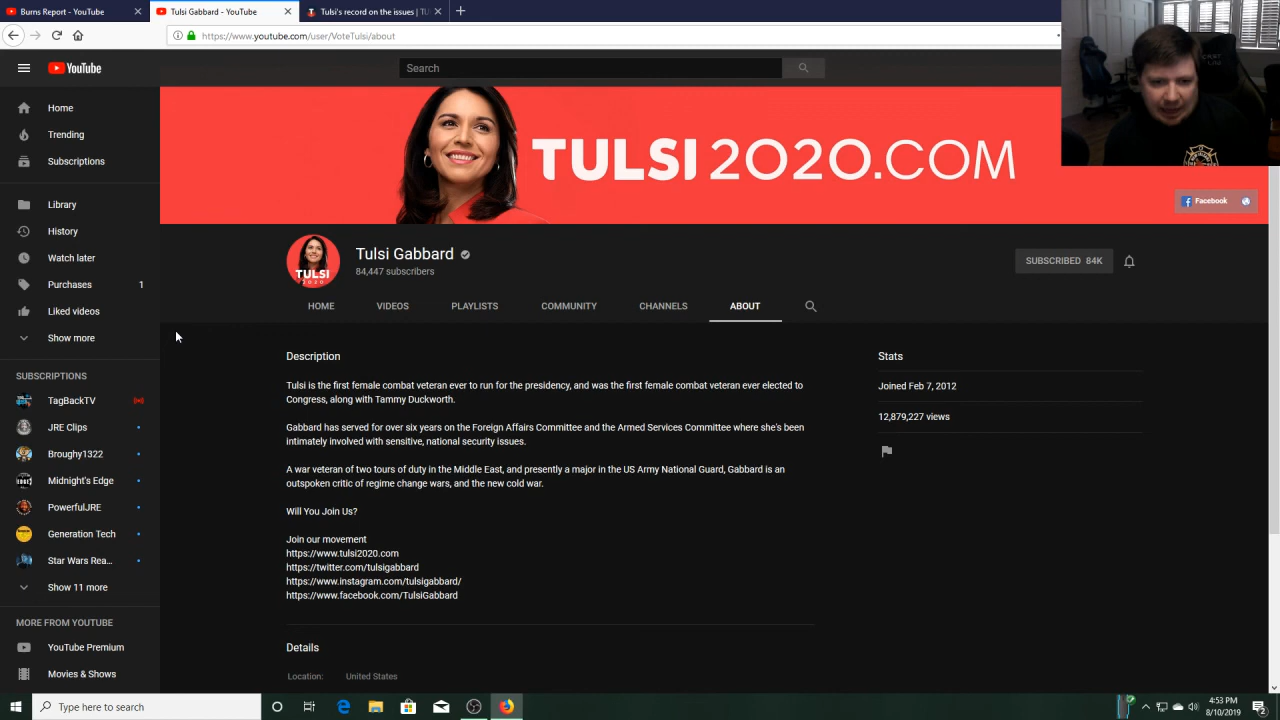 Burns Report - YouTube
Tulsi Gabbard - YouTube
Tulsi's record on the issues | TU
https://www.youtube.com/user/VoteTulsi/about
YouTube
Search
Home
Trending
Subscriptions
Library
History
Watch later
Purchases 1
Liked videos
Show more
SUBSCRIPTIONS
TagBackTV
JRE Clips
Broughy1322
Midnight's Edge
PowerfulJRE
Generation Tech
Star Wars Rea...
Show 11 more
MORE FROM YOUTUBE
YouTube Premium
Movies & Shows
TULSI 2020.COM
Facebook
TULSI
2020
Tulsi Gabbard
84,447 subscribers
SUBSCRIBED 84K
HOME
VIDEOS
PLAYLISTS
COMMUNITY
CHANNELS
ABOUT
Description
Tulsi is the first female combat veteran ever to run for the presidency, and was the first female combat veteran ever elected to
Congress, along with Tammy Duckworth.
Gabbard has served for over six years on the Foreign Affairs Committee and the Armed Services Committee where she's been
intimately involved with sensitive, national security issues.
A war veteran of two tours of duty in the Middle East, and presently a major in the US Army National Guard, Gabbard is an
outspoken critic of regime change wars, and the new cold war.
Will You Join Us?
Join our movement
https://www.tulsi2020.com
https://twitter.com/tulsigabbard
https://www.instagram.com/tulsigabbard/
https://www.facebook.com/TulsiGabbard
Details
Location: United States
Stats
Joined Feb 7, 2012
12,879,227 views
Type here to search
4:53 PM
8/10/2019
2